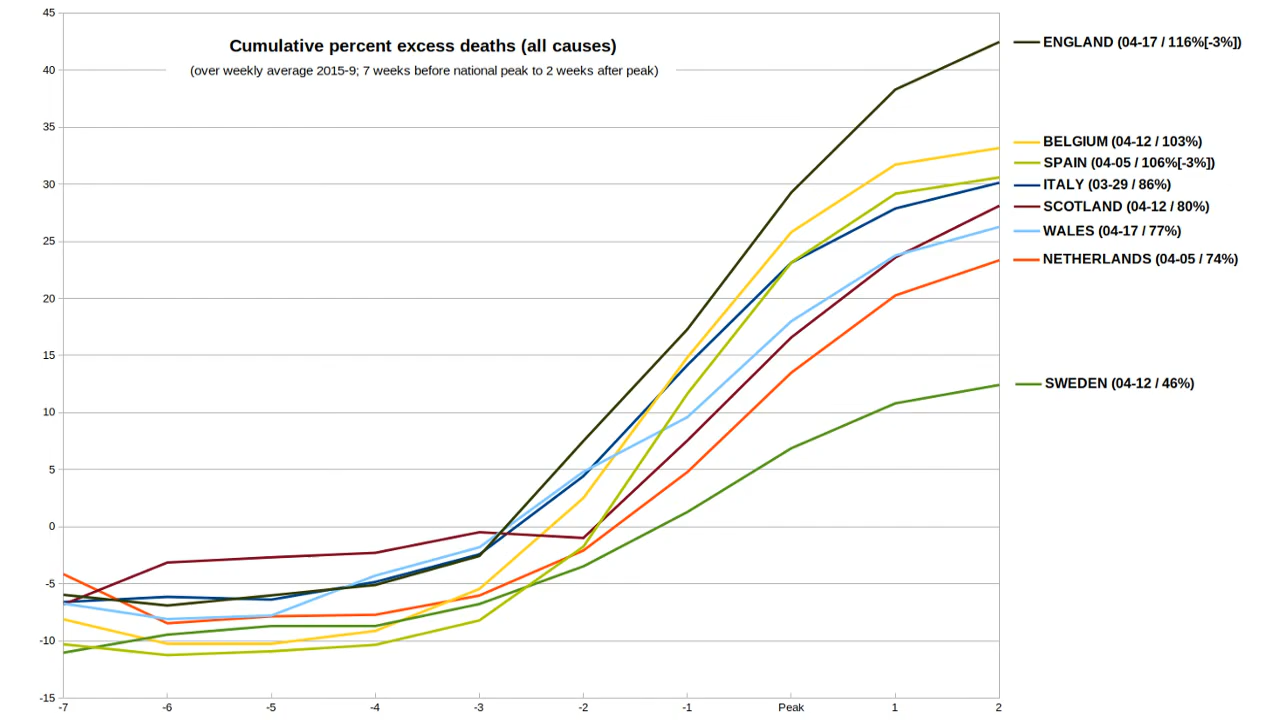 Cumulative percent excess deaths (all causes)
(over weekly average 2015-9; 7 weeks before national peak to 2 weeks after peak)
45
40
35
30
25
20
15
10
5
0
-5
-10
-15
-7
-6
-5
-4
-3
-2
-1
Peak
1
2
ENGLAND (04-17 / 116%[-3%])
BELGIUM (04-12 / 103%)
SPAIN (04-05 / 106%[-3%])
ITALY (03-29 / 86%)
SCOTLAND (04-12 / 80%)
WALES (04-17 / 77%)
NETHERLANDS (04-05 / 74%)
SWEDEN (04-12 / 46%)